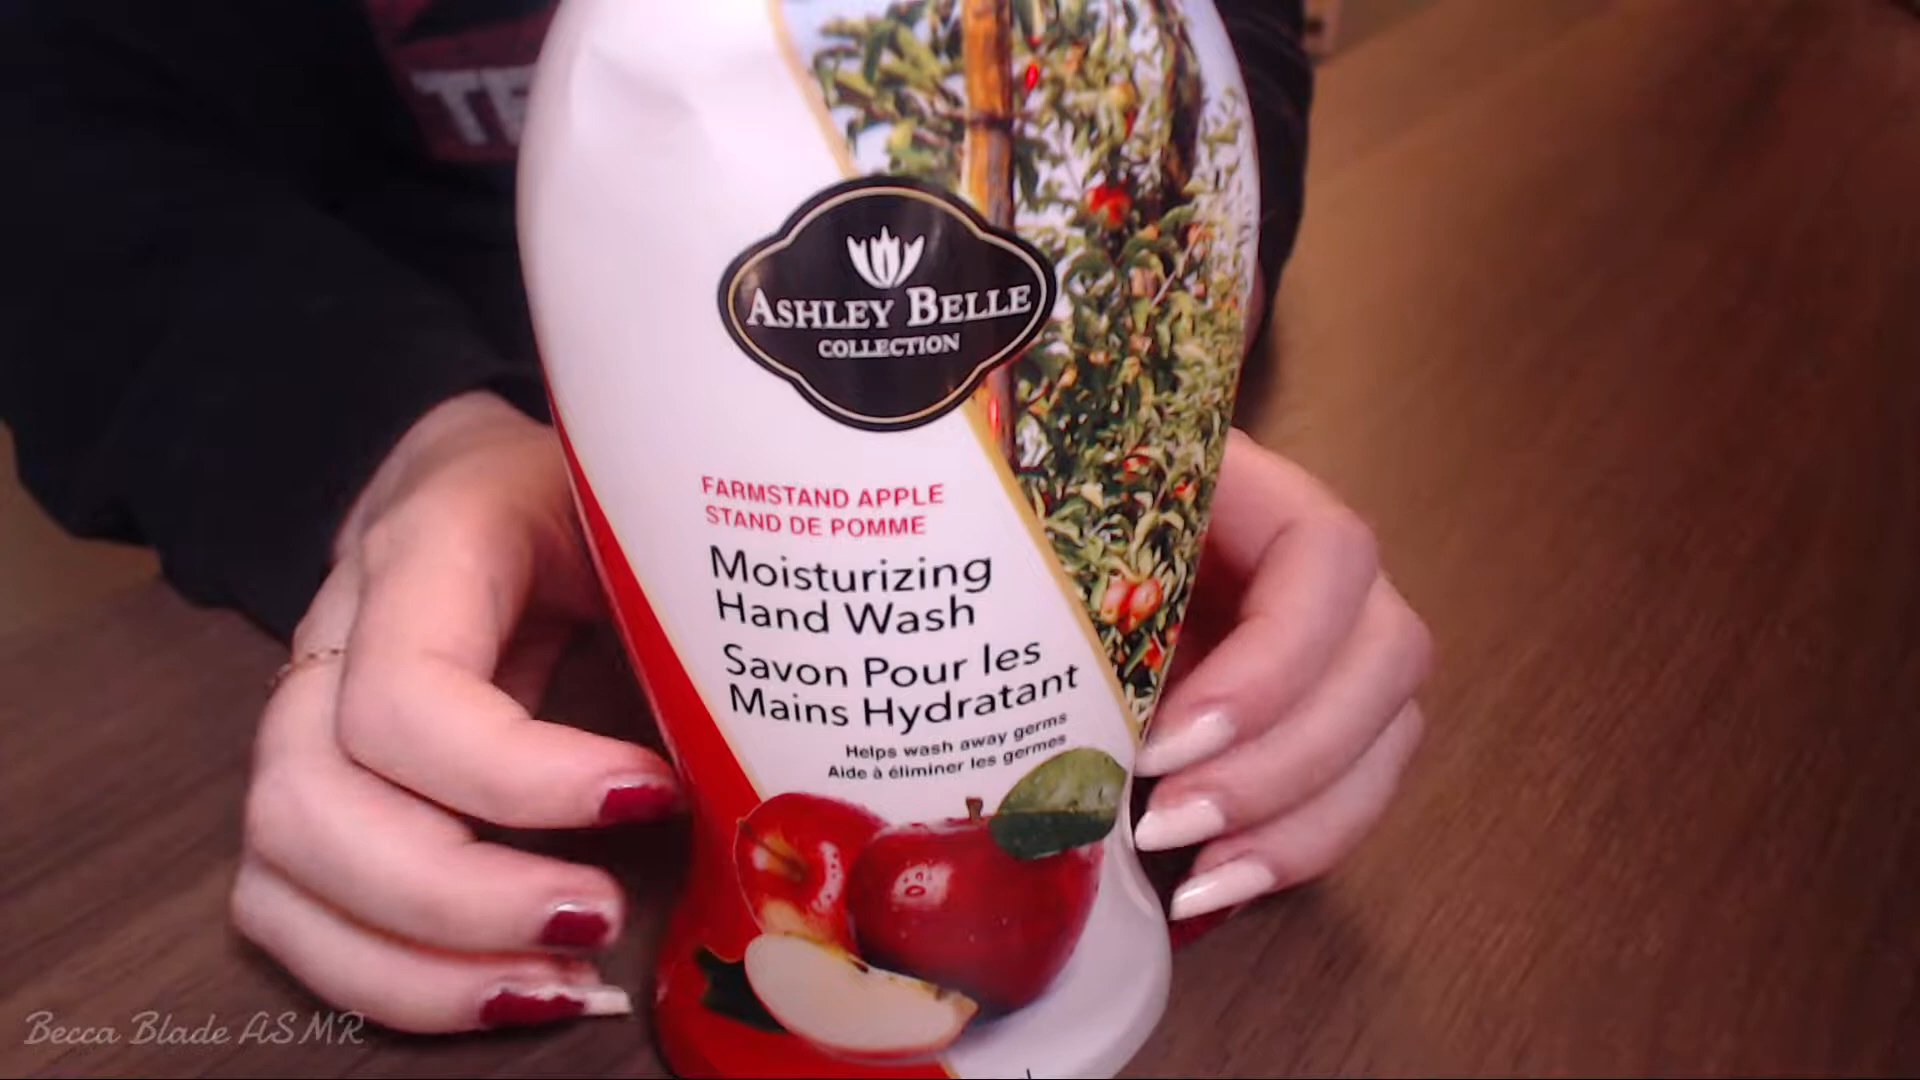 ASHLEY BELLE
COLLECTION
FARMSTAND APPLE
STAND DE POMME
Moisturizing
Hand Wash
Savon Pour les
Mains Hydratant
Helps wash away germs
Aide à éliminer les germes
Becca Blade ASMR